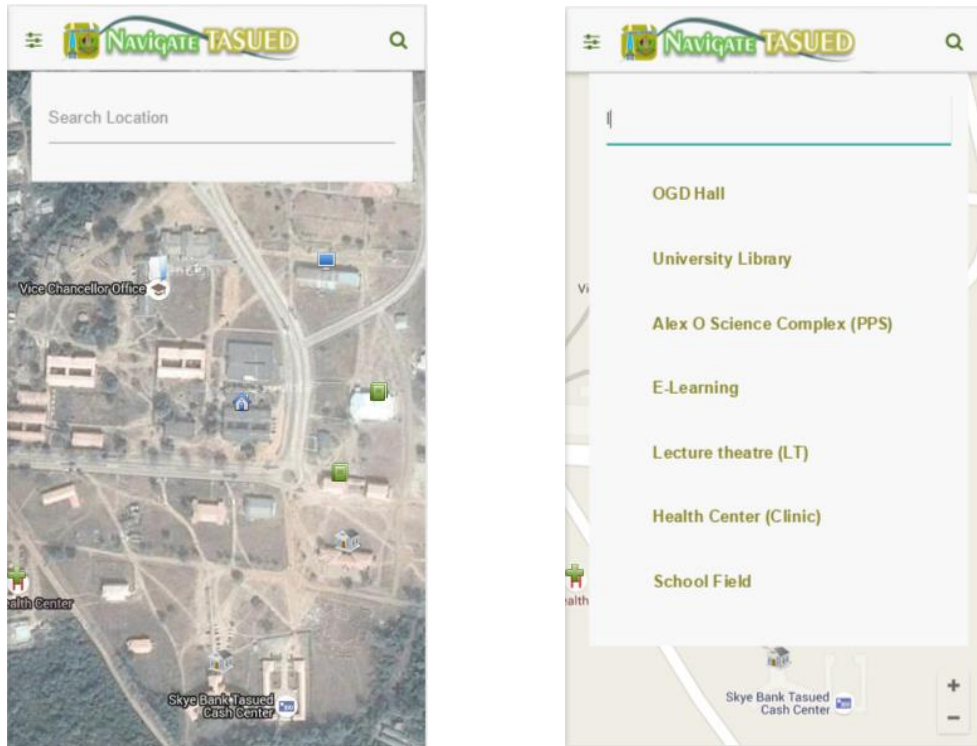 Navigate TASUED
Search Location
Vice Chancellor Office
ealth Center
Skye Bank Tasued
Cash Center
Navigate TASUED
l
OGD Hall
University Library
Alex O Science Complex (PPS)
E-Learning
Lecture theatre (LT)
Health Center (Clinic)
School Field
Vi
ealth
Skye Bank Tasued
Cash Center
+
−